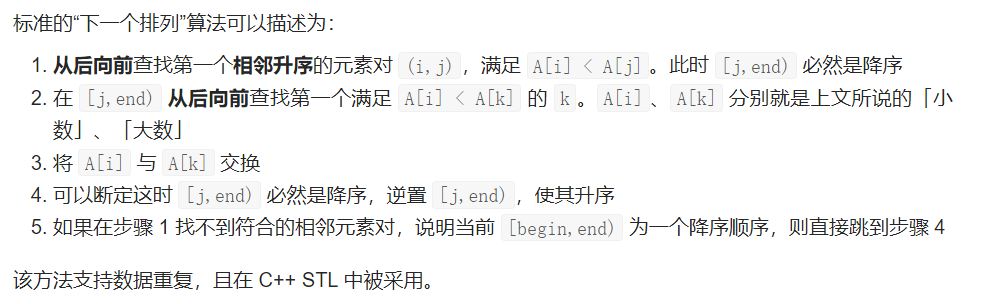 标准的“下一个排列”算法可以描述为：
1. 从后向前查找第一个相邻升序的元素对 (i,j)，满足 A[i] < A[j]。此时 [j,end) 必然是降序
2. 在 [j,end) 从后向前查找第一个满足 A[i] < A[k] 的 k。A[i]、A[k] 分别就是上文所说的「小
数」、「大数」
3. 将 A[i] 与 A[k] 交换
4. 可以断定这时 [j,end) 必然是降序，逆置 [j,end)，使其升序
5. 如果在步骤 1 找不到符合的相邻元素对，说明当前 [begin,end) 为一个降序顺序，则直接跳到步骤 4
该方法支持数据重复，且在 C++ STL 中被采用。